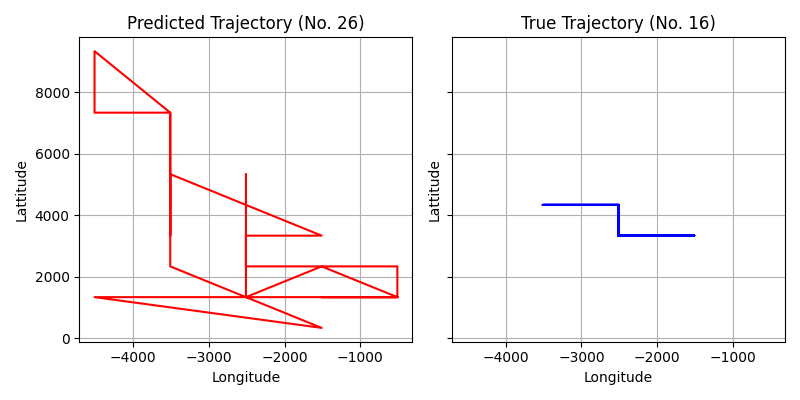 Predicted Trajectory (No. 26)
True Trajectory (No. 16)
Lattitude
8000
6000
4000
2000
0
−4000
−3000
−2000
−1000
Longitude
Lattitude
−4000
−3000
−2000
−1000
Longitude